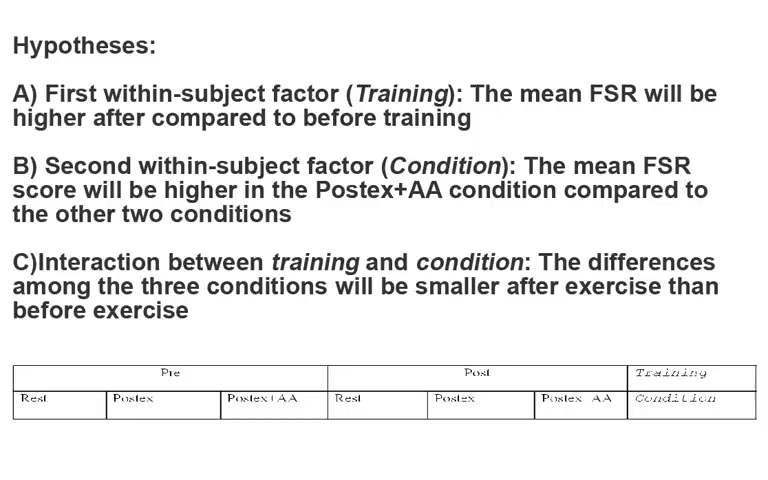 Hypotheses:
A) First within-subject factor (Training): The mean FSR will be
higher after compared to before training
B) Second within-subject factor (Condition): The mean FSR
score will be higher in the Postex+AA condition compared to
the other two conditions
C)Interaction between training and condition: The differences
among the three conditions will be smaller after exercise than
before exercise
Pre Post Training
Rest Postex Postex+AA Rest Postex Postex AA Condition